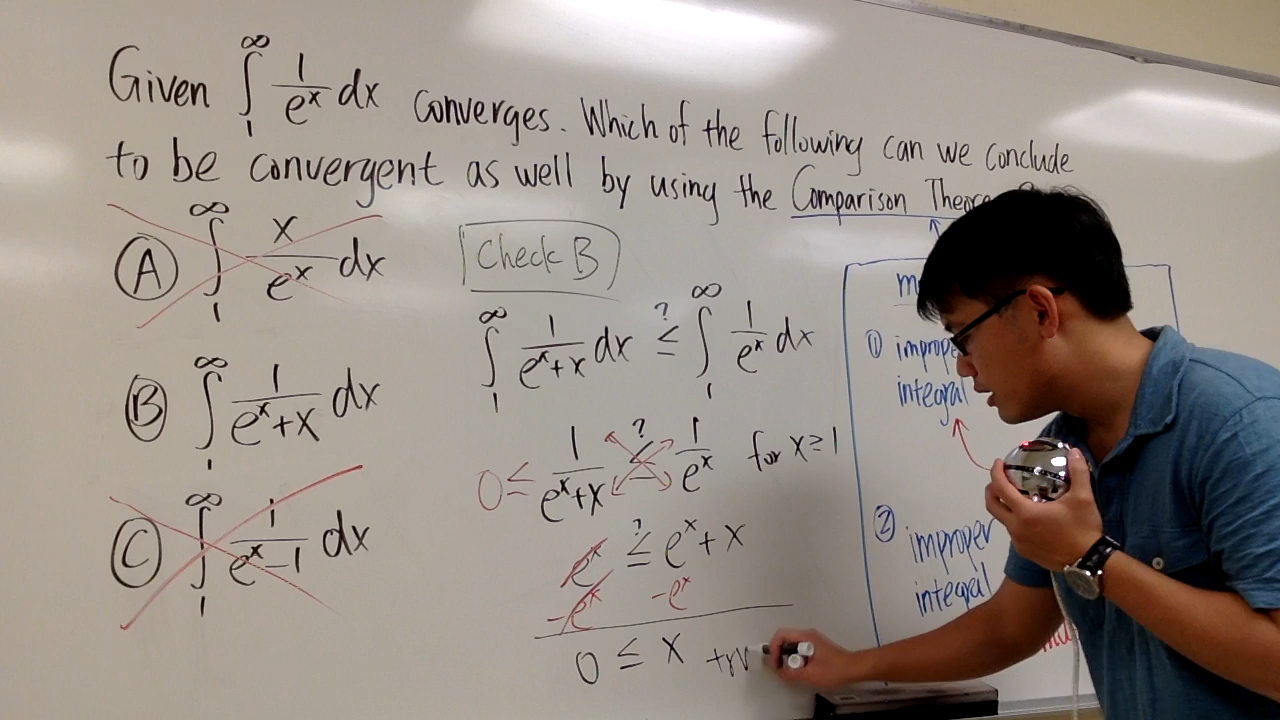 Given ∫₁^∞ 1/eˣ dx converges. Which of the following can we conclude
to be convergent as well by using the Comparison
Ⓐ ∫₁^∞ x/eˣ dx
Ⓑ ∫₁^∞ 1/(eˣ+x) dx
Ⓒ ∫₁^∞ 1/(eˣ-1) dx
Check B
∫₁^∞ 1/(eˣ+x) dx ≤? ∫₁^∞ 1/eˣ dx
0 ≤ 1/(eˣ+x) ≤? 1/eˣ for x≥1
eˣ ≤? eˣ+x
-eˣ -eˣ
0 ≤ x
①
integral
② improper
integral